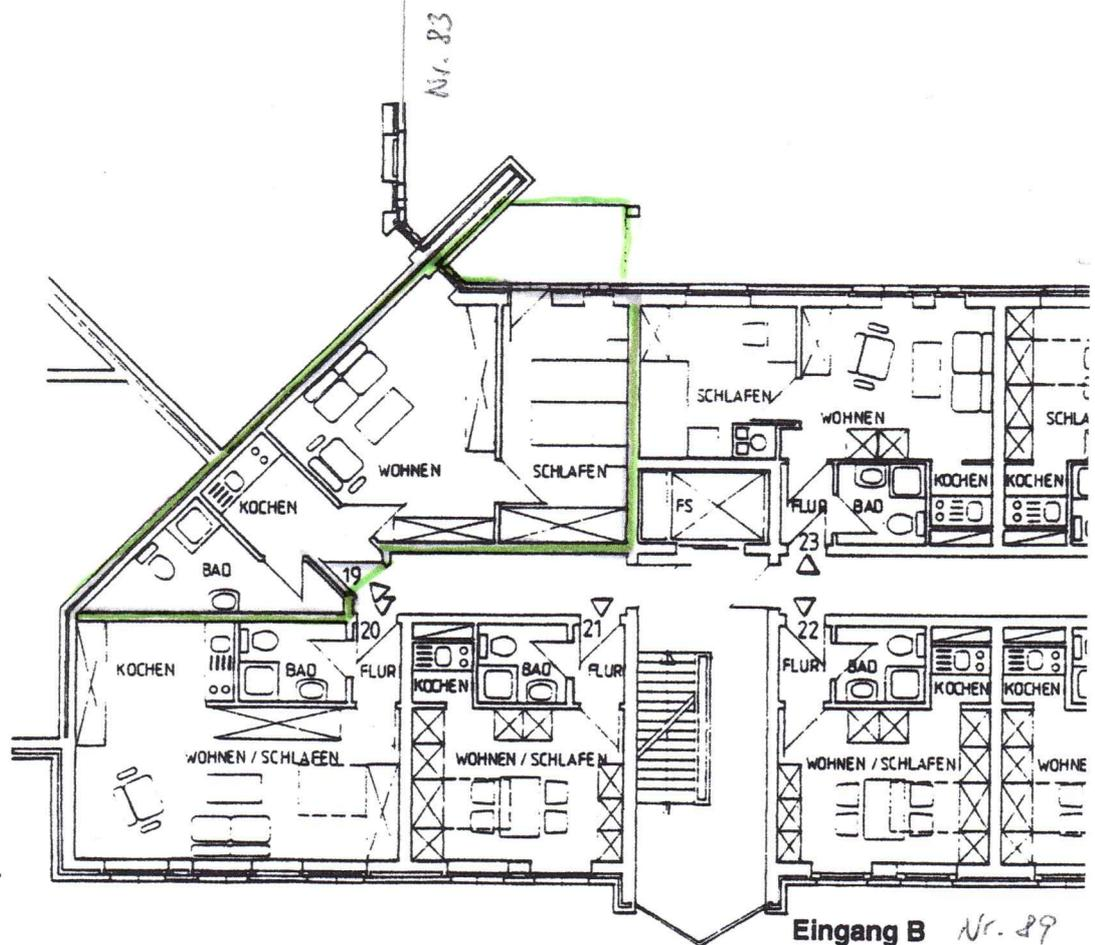 Nr. 83
SCHLAFEN
WOHNEN
SCHLA
WOHNEN
SCHLAFEN
KOCHEN
FS
FLUR
BAD
KOCHEN
KOCHEN
23
BAD
19
20
21
22
KOCHEN
BAD
FLUR
KOCHEN
BAD
FLUR
FLUR
BAD
KOCHEN
KOCHEN
WOHNEN / SCHLAFEN
WOHNEN / SCHLAFEN
WOHNEN / SCHLAFEN
WOHNE
Eingang B Nr. 89